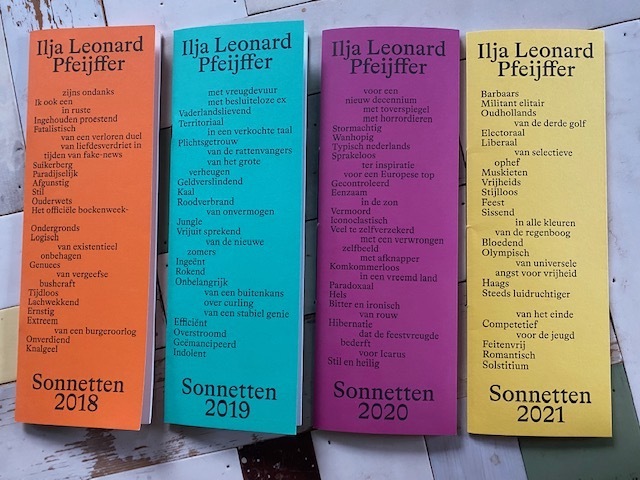 Ilja Leonard
Pfeijffer
zijns ondanks
Ik ook een
in ruste
Ingehouden proestend
Fatalistisch
van een verloren duel
van liefdesverdriet in
tijden van fake-news
Suikerberg
Paradijselijk
Afgunstig
Stil
Ouderwets
Het officiële boekenweek-
Ondergronds
Logisch
van existentieel
onbehagen
Genuees
van vergeefse
bushcraft
Tijdloos
Lachwekkend
Ernstig
Extreem
van een burgeroorlog
Onverdiend
Knalgeel
Sonnetten
2018
Ilja Leonard
Pfeijffer
met vreugdevuur
met besluiteloze ex
Vaderlandslievend
Territoriaal
in een verkochte taal
Plichtsgetrouw
van de rattenvangers
van het grote
verheugen
Geldverslindend
Kaal
Roodverbrand
van onvermogen
Jungle
Vrijuit sprekend
van de nieuwe
zomers
Ingeënt
Rokend
Onbelangrijk
van een buitenkans
over curling
van een stabiel genie
Efficiënt
Overstroomd
Geëmancipeerd
Indolent
Sonnetten
2019
Ilja Leonard
Pfeijffer
voor een
nieuw decennium
met toverspiegel
met horrordieren
Stormachtig
Wanhopig
Typisch nederlands
Sprakeloos
ter inspiratie
voor een Europese top
Gecontroleerd
Eenzaam
in de zon
Vermoord
Iconoclastisch
Veel te zelfverzekerd
met een verwrongen
zelfbeeld
met afknapper
Komkommerloos
in een vreemd land
Paradoxaal
Hels
Bitter en ironisch
van rouw
Hibernatie
dat de feestvreugde
bederft
voor Icarus
Stil en heilig
Sonnetten
2020
Ilja Leonard
Pfeijffer
Barbaars
Militant elitair
Oudhollands
van de derde golf
Electoraal
Liberaal
van selectieve
ophef
Muskieten
Vrijheids
Stijlloos
Feest
Sissend
in alle kleuren
van de regenboog
Bloedend
Olympisch
van universele
angst voor vrijheid
Haags
Steeds luidruchtiger
van het einde
Competetief
voor de jeugd
Feitenvrij
Romantisch
Solstitium
Sonnetten
2021